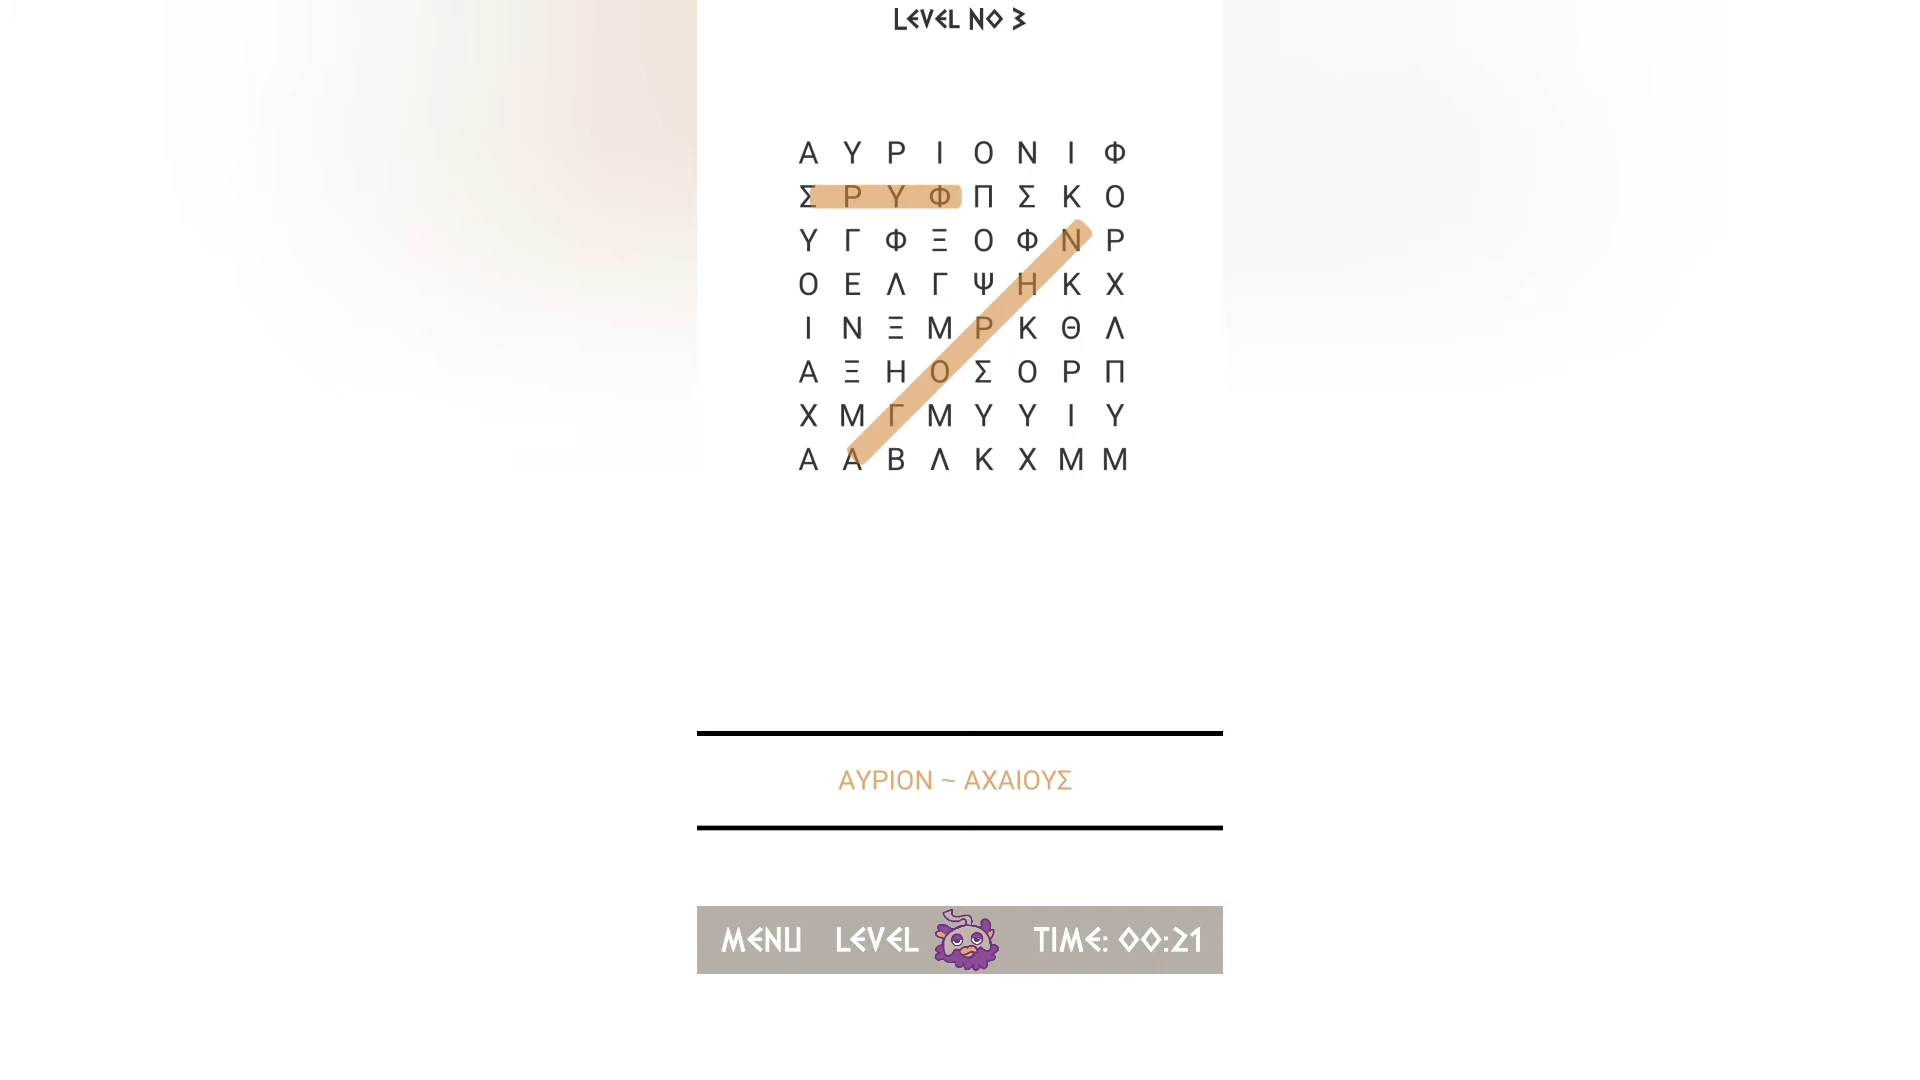 LEVEL NO 3
Α Υ Ρ Ι Ο Ν Ι Φ
Σ Ρ Υ Φ Π Σ Κ Ο
Υ Γ Φ Ξ Ο Φ Ν Ρ
Ο Ε Λ Γ Ψ Η Κ Χ
Ι Ν Ξ Μ Ρ Κ Θ Λ
Α Ξ Η Ο Σ Ο Ρ Π
Χ Μ Γ Μ Υ Υ Ι Υ
Α Α Β Λ Κ Χ Μ Μ
ΑΥΡΙΟΝ ~ ΑΧΑΙΟΥΣ
MENU LEVEL TIME: 00:21